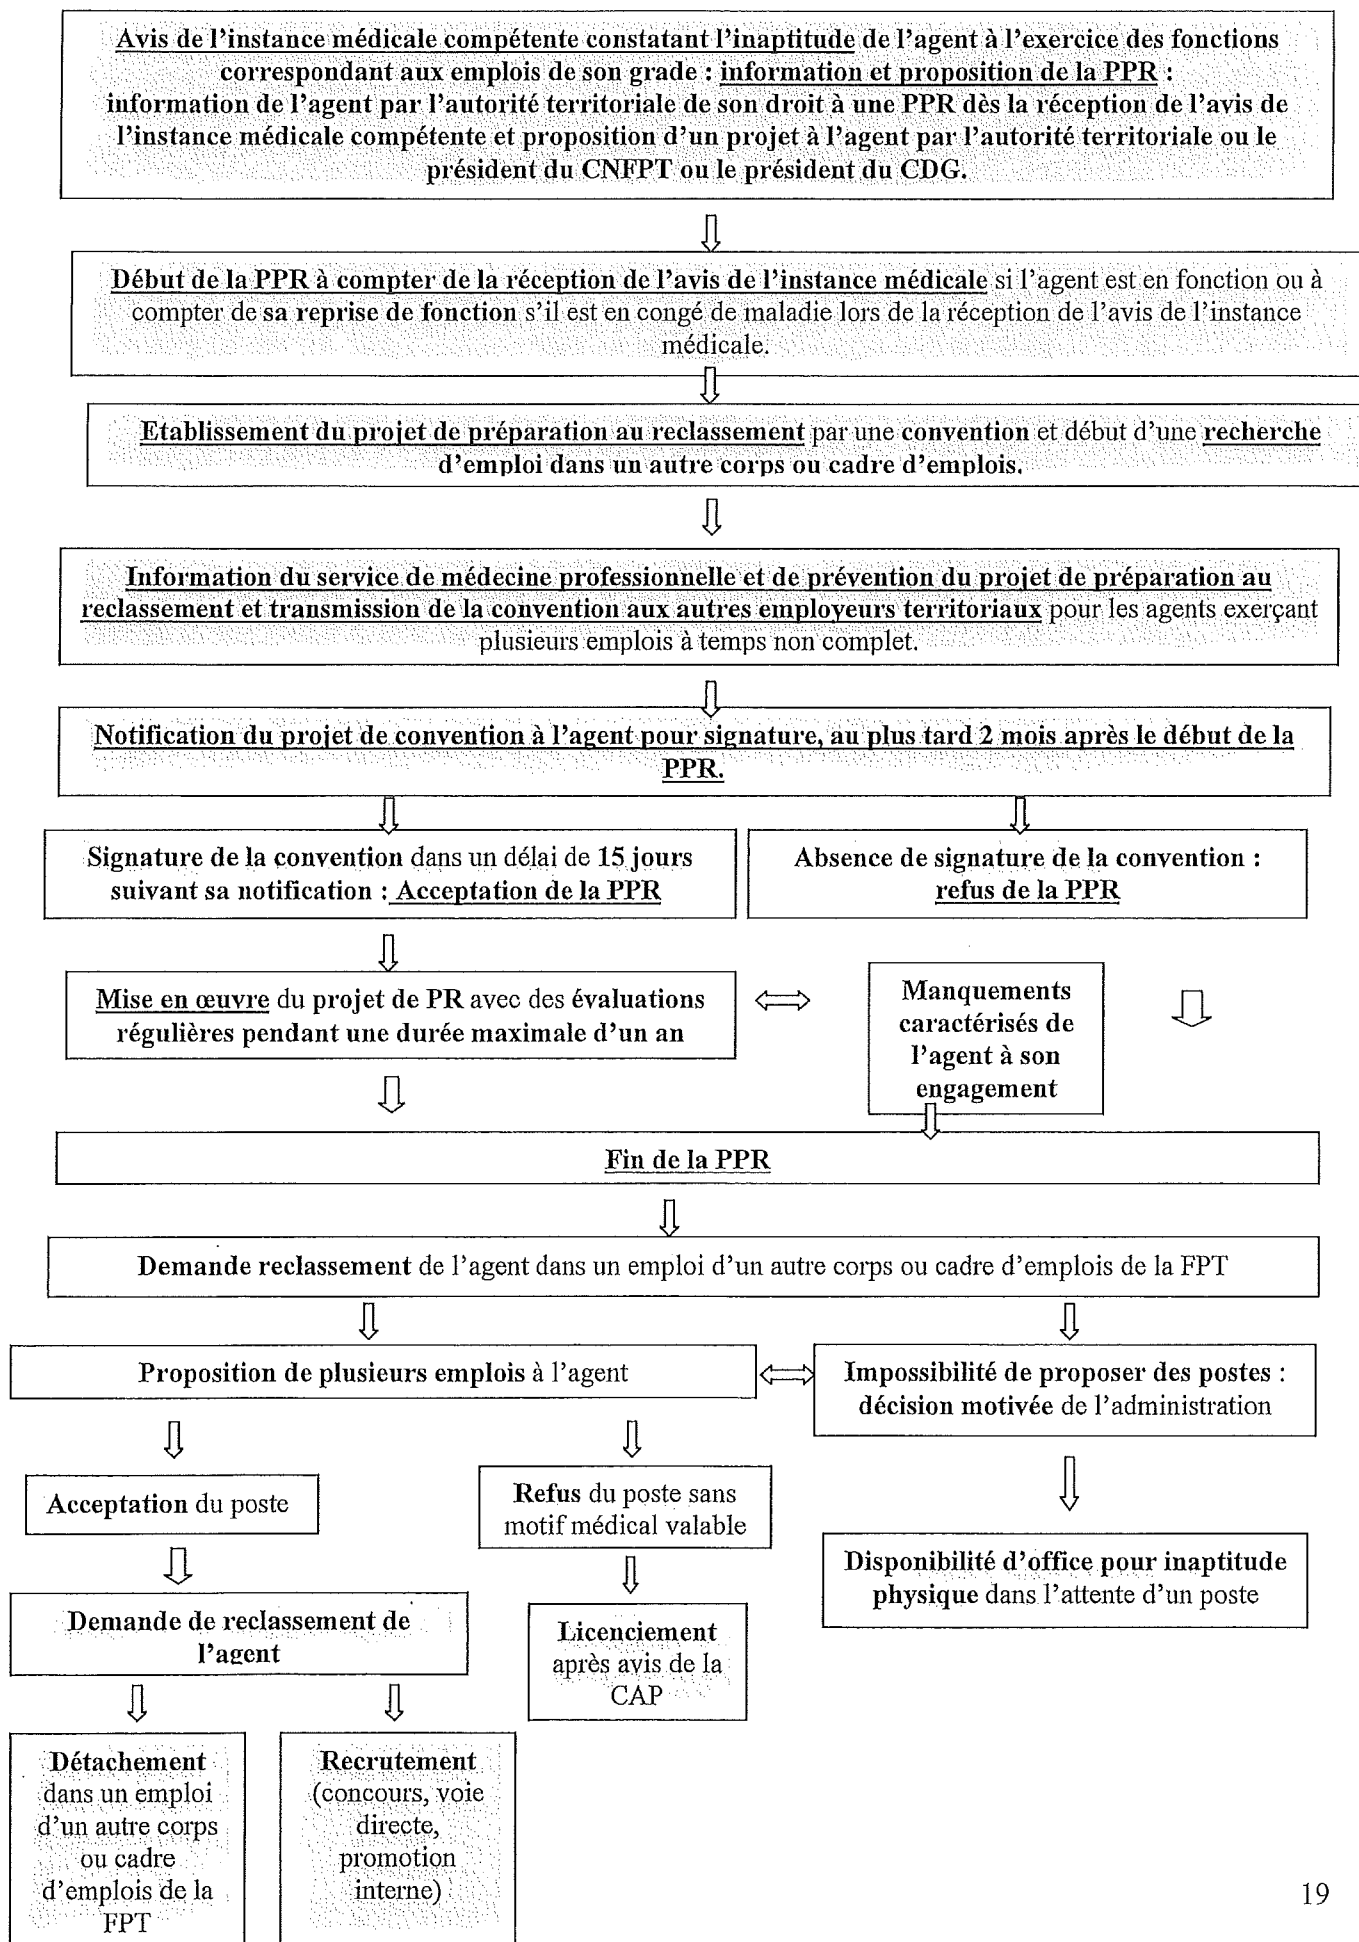 Avis de l'instance médicale compétente constatant l'inaptitude de l'agent à l'exercice des fonctions
correspondant aux emplois de son grade : information et proposition de la PPR :
information de l'agent par l'autorité territoriale de son droit à une PPR dès la réception de l'avis de
l'instance médicale compétente et proposition d'un projet à l'agent par l'autorité territoriale ou le
président du CNFPT ou le président du CDG.
Début de la PPR à compter de la réception de l'avis de l'instance médicale si l'agent est en fonction ou à
compter de sa reprise de fonction s'il est en congé de maladie lors de la réception de l'avis de l'instance
médicale.
Etablissement du projet de préparation au reclassement par une convention et début d'une recherche
d'emploi dans un autre corps ou cadre d'emplois.
Information du service de médecine professionnelle et de prévention du projet de préparation au
reclassement et transmission de la convention aux autres employeurs territoriaux pour les agents exerçant
plusieurs emplois à temps non complet.
Notification du projet de convention à l'agent pour signature, au plus tard 2 mois après le début de la
PPR.
Signature de la convention dans un délai de 15 jours
suivant sa notification : Acceptation de la PPR
Absence de signature de la convention :
refus de la PPR
Mise en œuvre du projet de PR avec des évaluations
régulières pendant une durée maximale d'un an
Manquements
caractérisés de
l'agent à son
engagement
Fin de la PPR
Demande reclassement de l'agent dans un emploi d'un autre corps ou cadre d'emplois de la FPT
Proposition de plusieurs emplois à l'agent
Impossibilité de proposer des postes :
décision motivée de l'administration
Acceptation du poste
Refus du poste sans
motif médical valable
Disponibilité d'office pour inaptitude
physique dans l'attente d'un poste
Demande de reclassement de
l'agent
Licenciement
après avis de la
CAP
Détachement
dans un emploi
d'un autre corps
ou cadre
d'emplois de la
FPT
Recrutement
(concours, voie
directe,
promotion
interne)
19